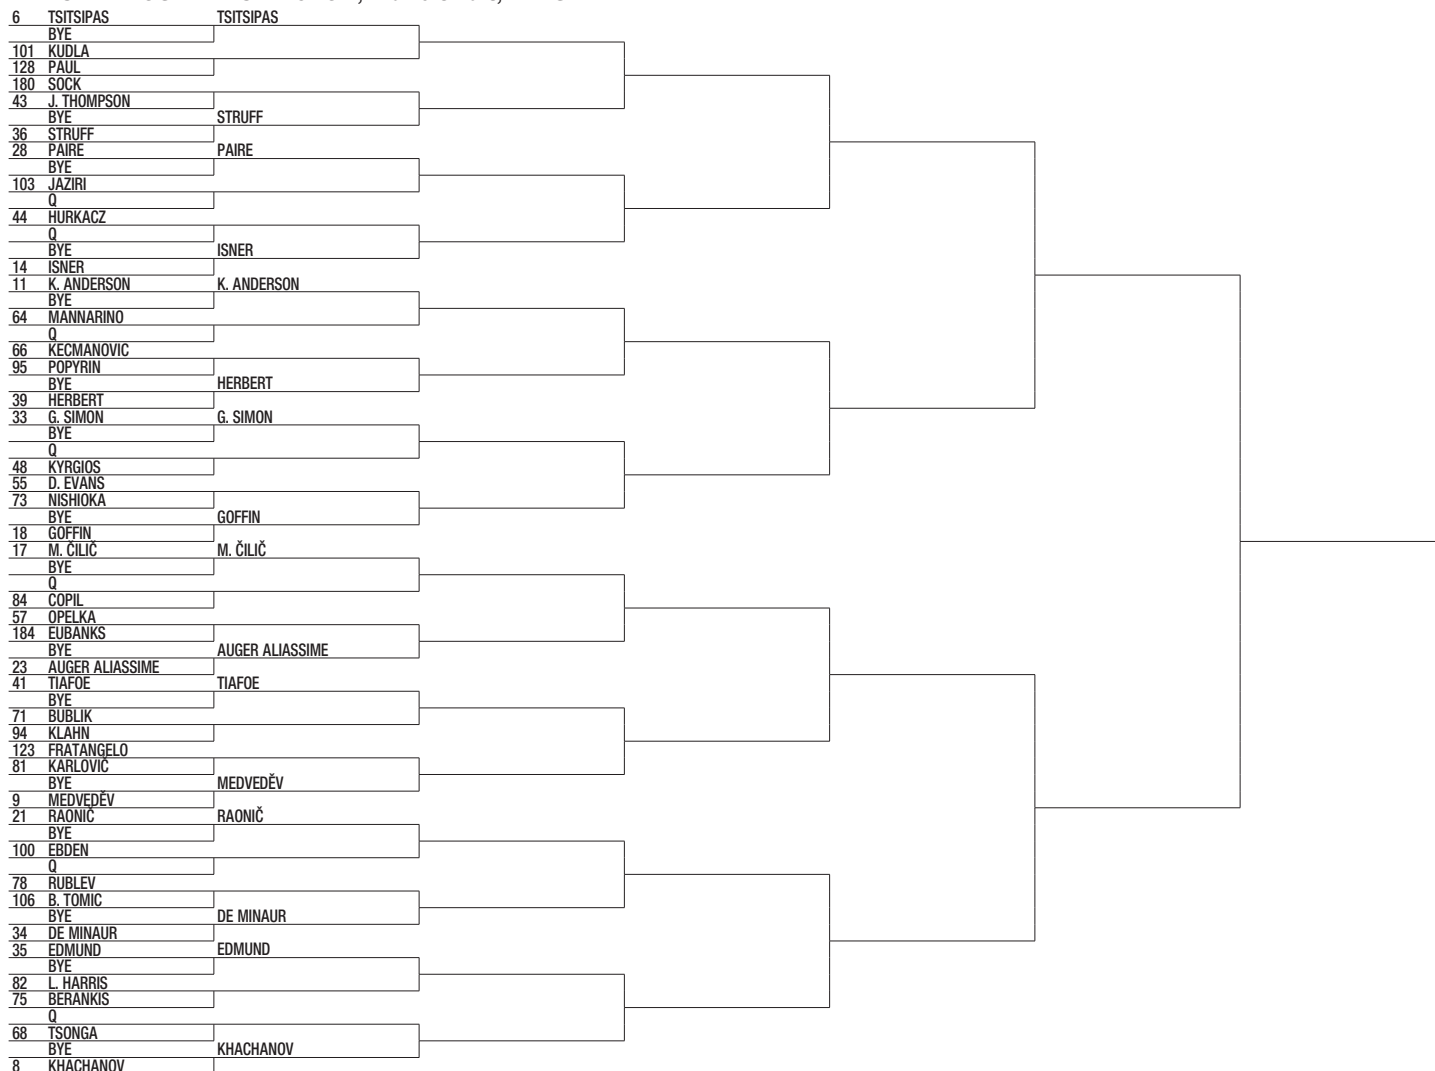 6 TSITSIPAS TSITSIPAS
BYE
101 KUDLA
128 PAUL
180 SOCK
43 J. THOMPSON
BYE STRUFF
36 STRUFF
28 PAIRE PAIRE
BYE
103 JAZIRI
Q
44 HURKACZ
Q
BYE ISNER
14 ISNER
11 K. ANDERSON K. ANDERSON
BYE
64 MANNARINO
Q
66 KECMANOVIC
95 POPYRIN
BYE HERBERT
39 HERBERT
33 G. SIMON G. SIMON
BYE
Q
48 KYRGIOS
55 D. EVANS
73 NISHIOKA
BYE GOFFIN
18 GOFFIN
17 M. ČILIČ M. ČILIČ
BYE
Q
84 COPIL
57 OPELKA
184 EUBANKS
BYE AUGER ALIASSIME
23 AUGER ALIASSIME
41 TIAFOE TIAFOE
BYE
71 BUBLIK
94 KLAHN
123 FRATANGELO
81 KARLOVIČ
BYE MEDVEDĚV
9 MEDVEDĚV
21 RAONIČ RAONIČ
BYE
100 EBDEN
Q
78 RUBLEV
106 B. TOMIC
BYE DE MINAUR
34 DE MINAUR
35 EDMUND EDMUND
BYE
82 L. HARRIS
75 BERANKIS
Q
68 TSONGA
BYE KHACHANOV
8 KHACHANOV